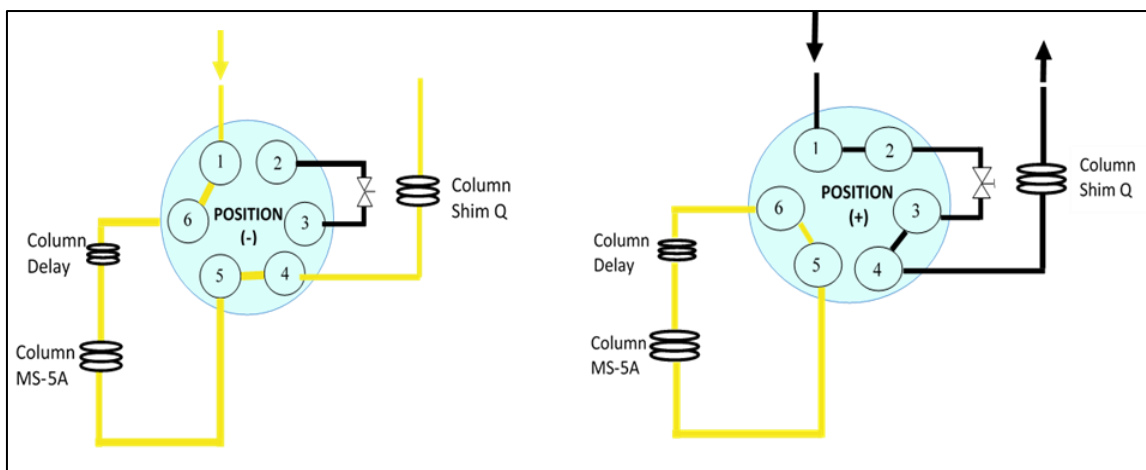 1
2
6
POSITION
(-)
3
5
4
Column
Delay
Column
MS-5A
Column
Shim Q
1
2
6
POSITION
(+)
3
5
4
Column
Delay
Column
MS-5A
Column
Shim Q